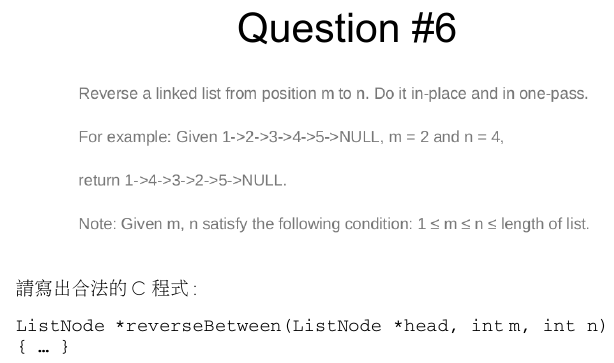 Question #6
Reverse a linked list from position m to n. Do it in-place and in one-pass.
For example: Given 1->2->3->4->5->NULL, m = 2 and n = 4,
return 1->4->3->2->5->NULL.
Note: Given m, n satisfy the following condition: 1 ≤ m ≤ n ≤ length of list.
請寫出合法的 C 程式 :
ListNode *reverseBetween(ListNode *head, int m, int n)
{ … }